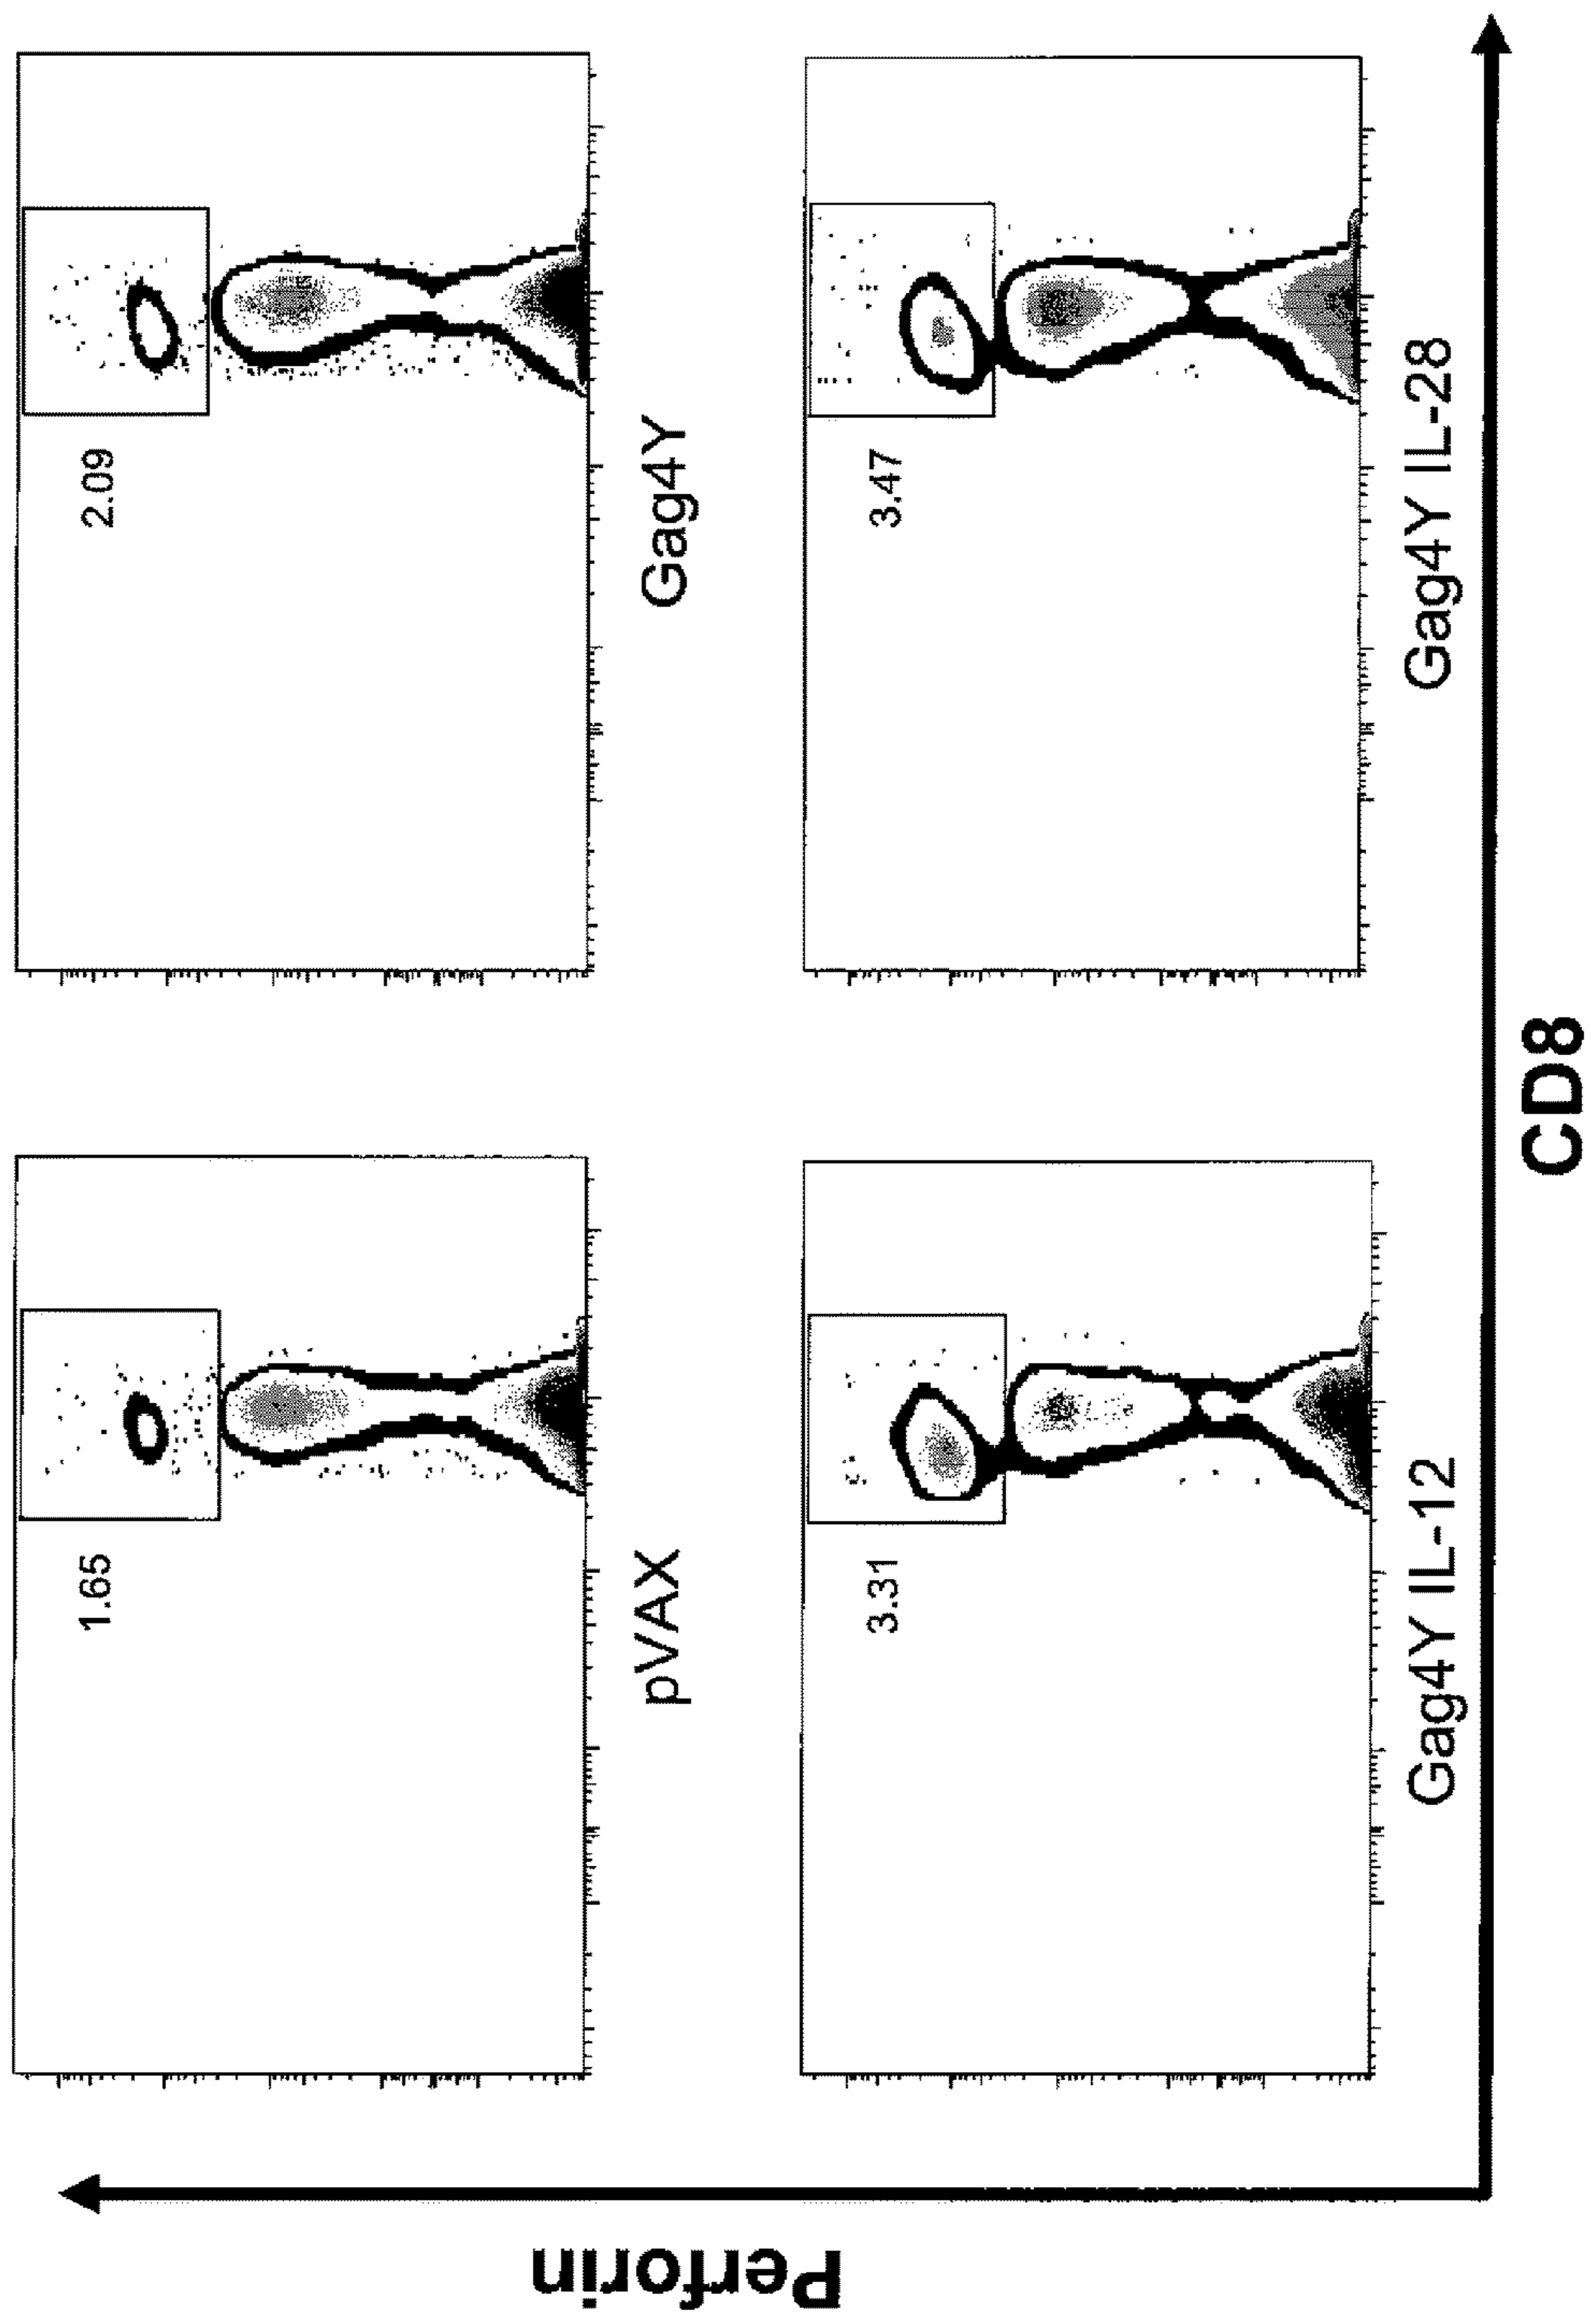 Perforin
1.65
pVAX
2.09
Gag4Y
3.31
Gag4Y IL-12
3.47
Gag4Y IL-28
CD8